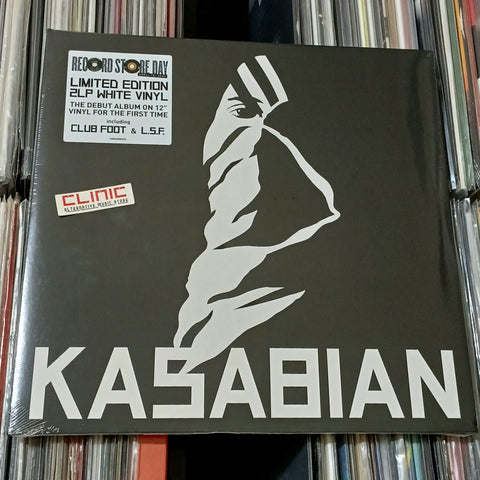 RECORD STORE DAY
LIMITED EDITION
2LP WHITE VINYL
THE DEBUT ALBUM ON 12"
VINYL FOR THE FIRST TIME
including
CLUB FOOT & L.S.F.
CLINIC
ALTERNATIVE MUSIC STORE
KASABIAN